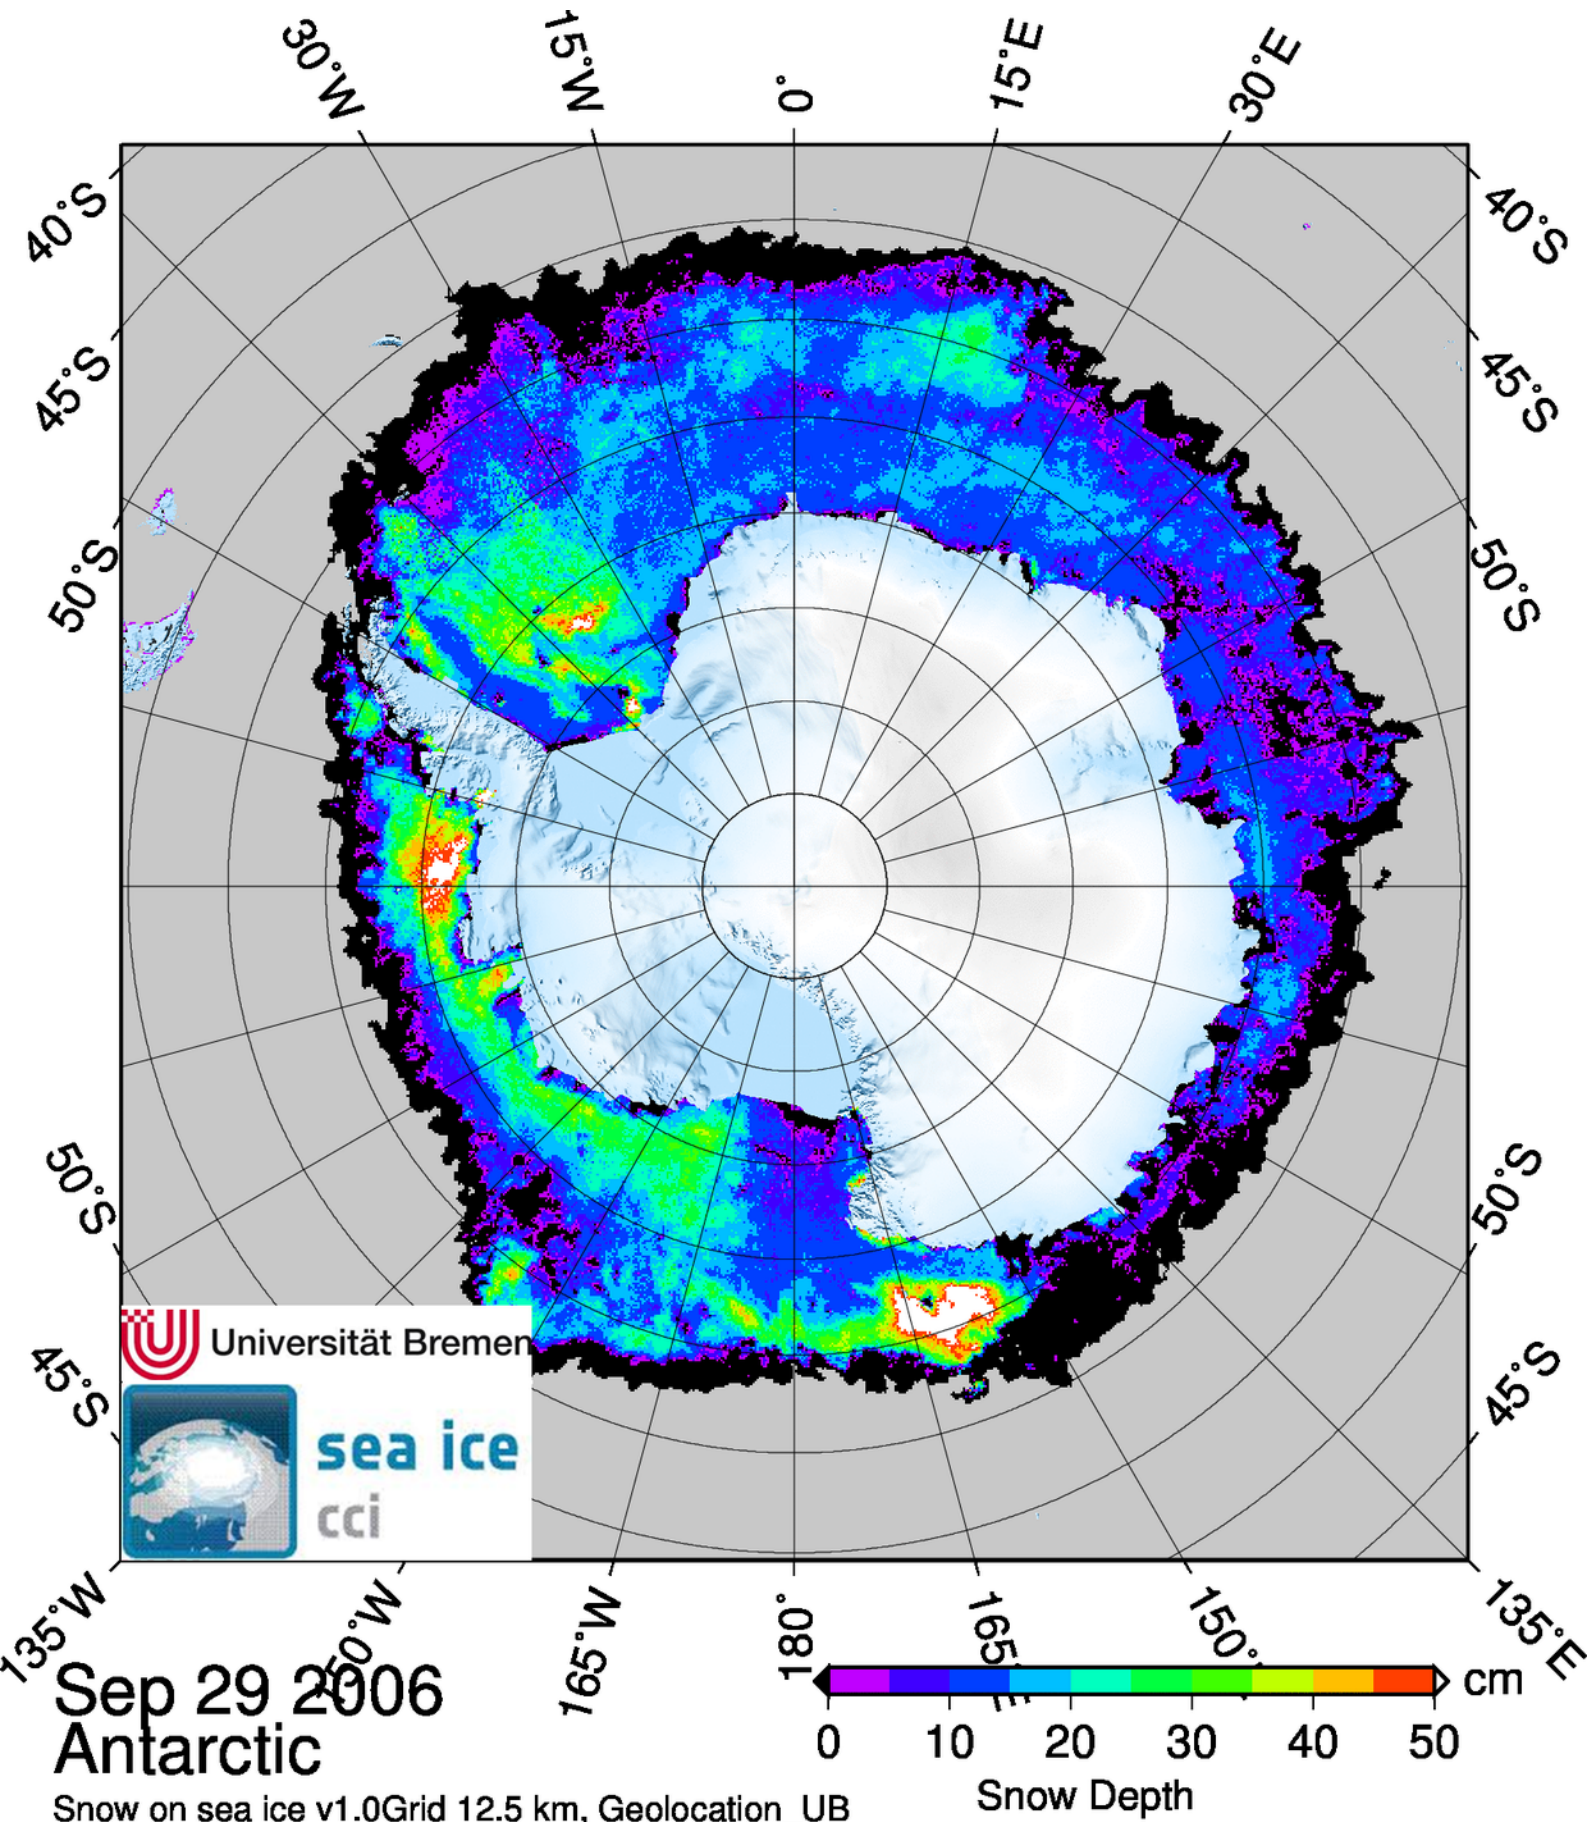 30°W 15°W 0° 15°E 30°E
40°S 40°S
45°S 45°S
50°S 50°S
50°S 50°S
45°S 45°S
Universität Bremen
sea ice
cci
135°W 165°W 180° 165°E 150° 135°E
Sep 29 2006
Antarctic
Snow on sea ice v1.0Grid 12.5 km, Geolocation UB
cm
0 10 20 30 40 50
Snow Depth